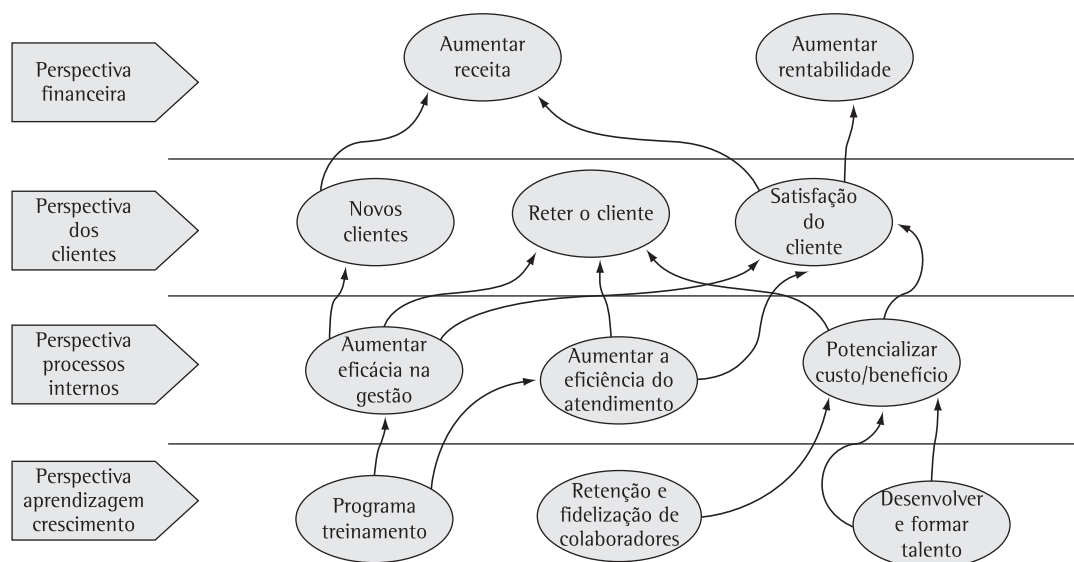 Perspectiva
financeira
Aumentar
receita
Aumentar
rentabilidade
Perspectiva
dos
clientes
Novos
clientes
Reter o cliente
Satisfação
do
cliente
Perspectiva
processos
internos
Aumentar
eficácia na
gestão
Aumentar a
eficiência do
atendimento
Potencializar
custo/benefício
Perspectiva
aprendizagem
crescimento
Programa
treinamento
Retenção e
fidelização de
colaboradores
Desenvolver
e formar
talento